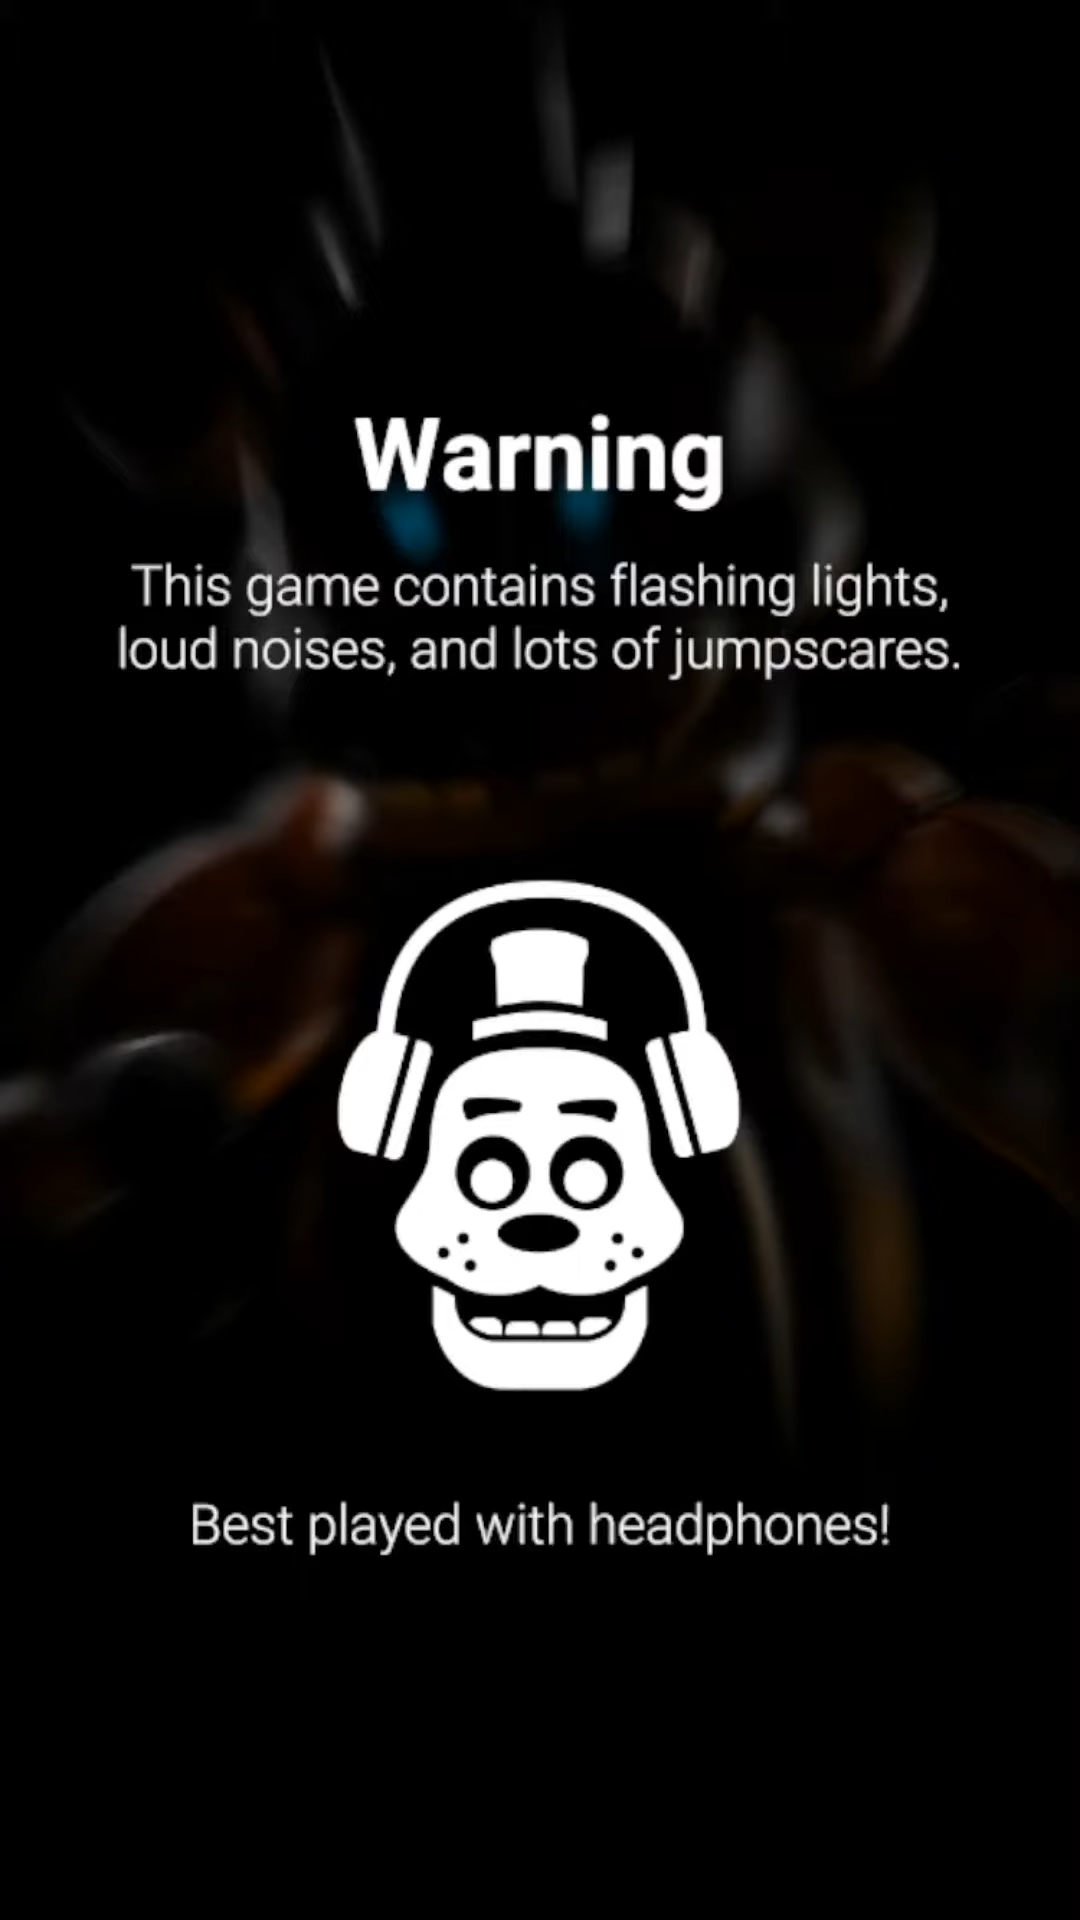 Warning
This game contains flashing lights,
loud noises, and lots of jumpscares.
Best played with headphones!